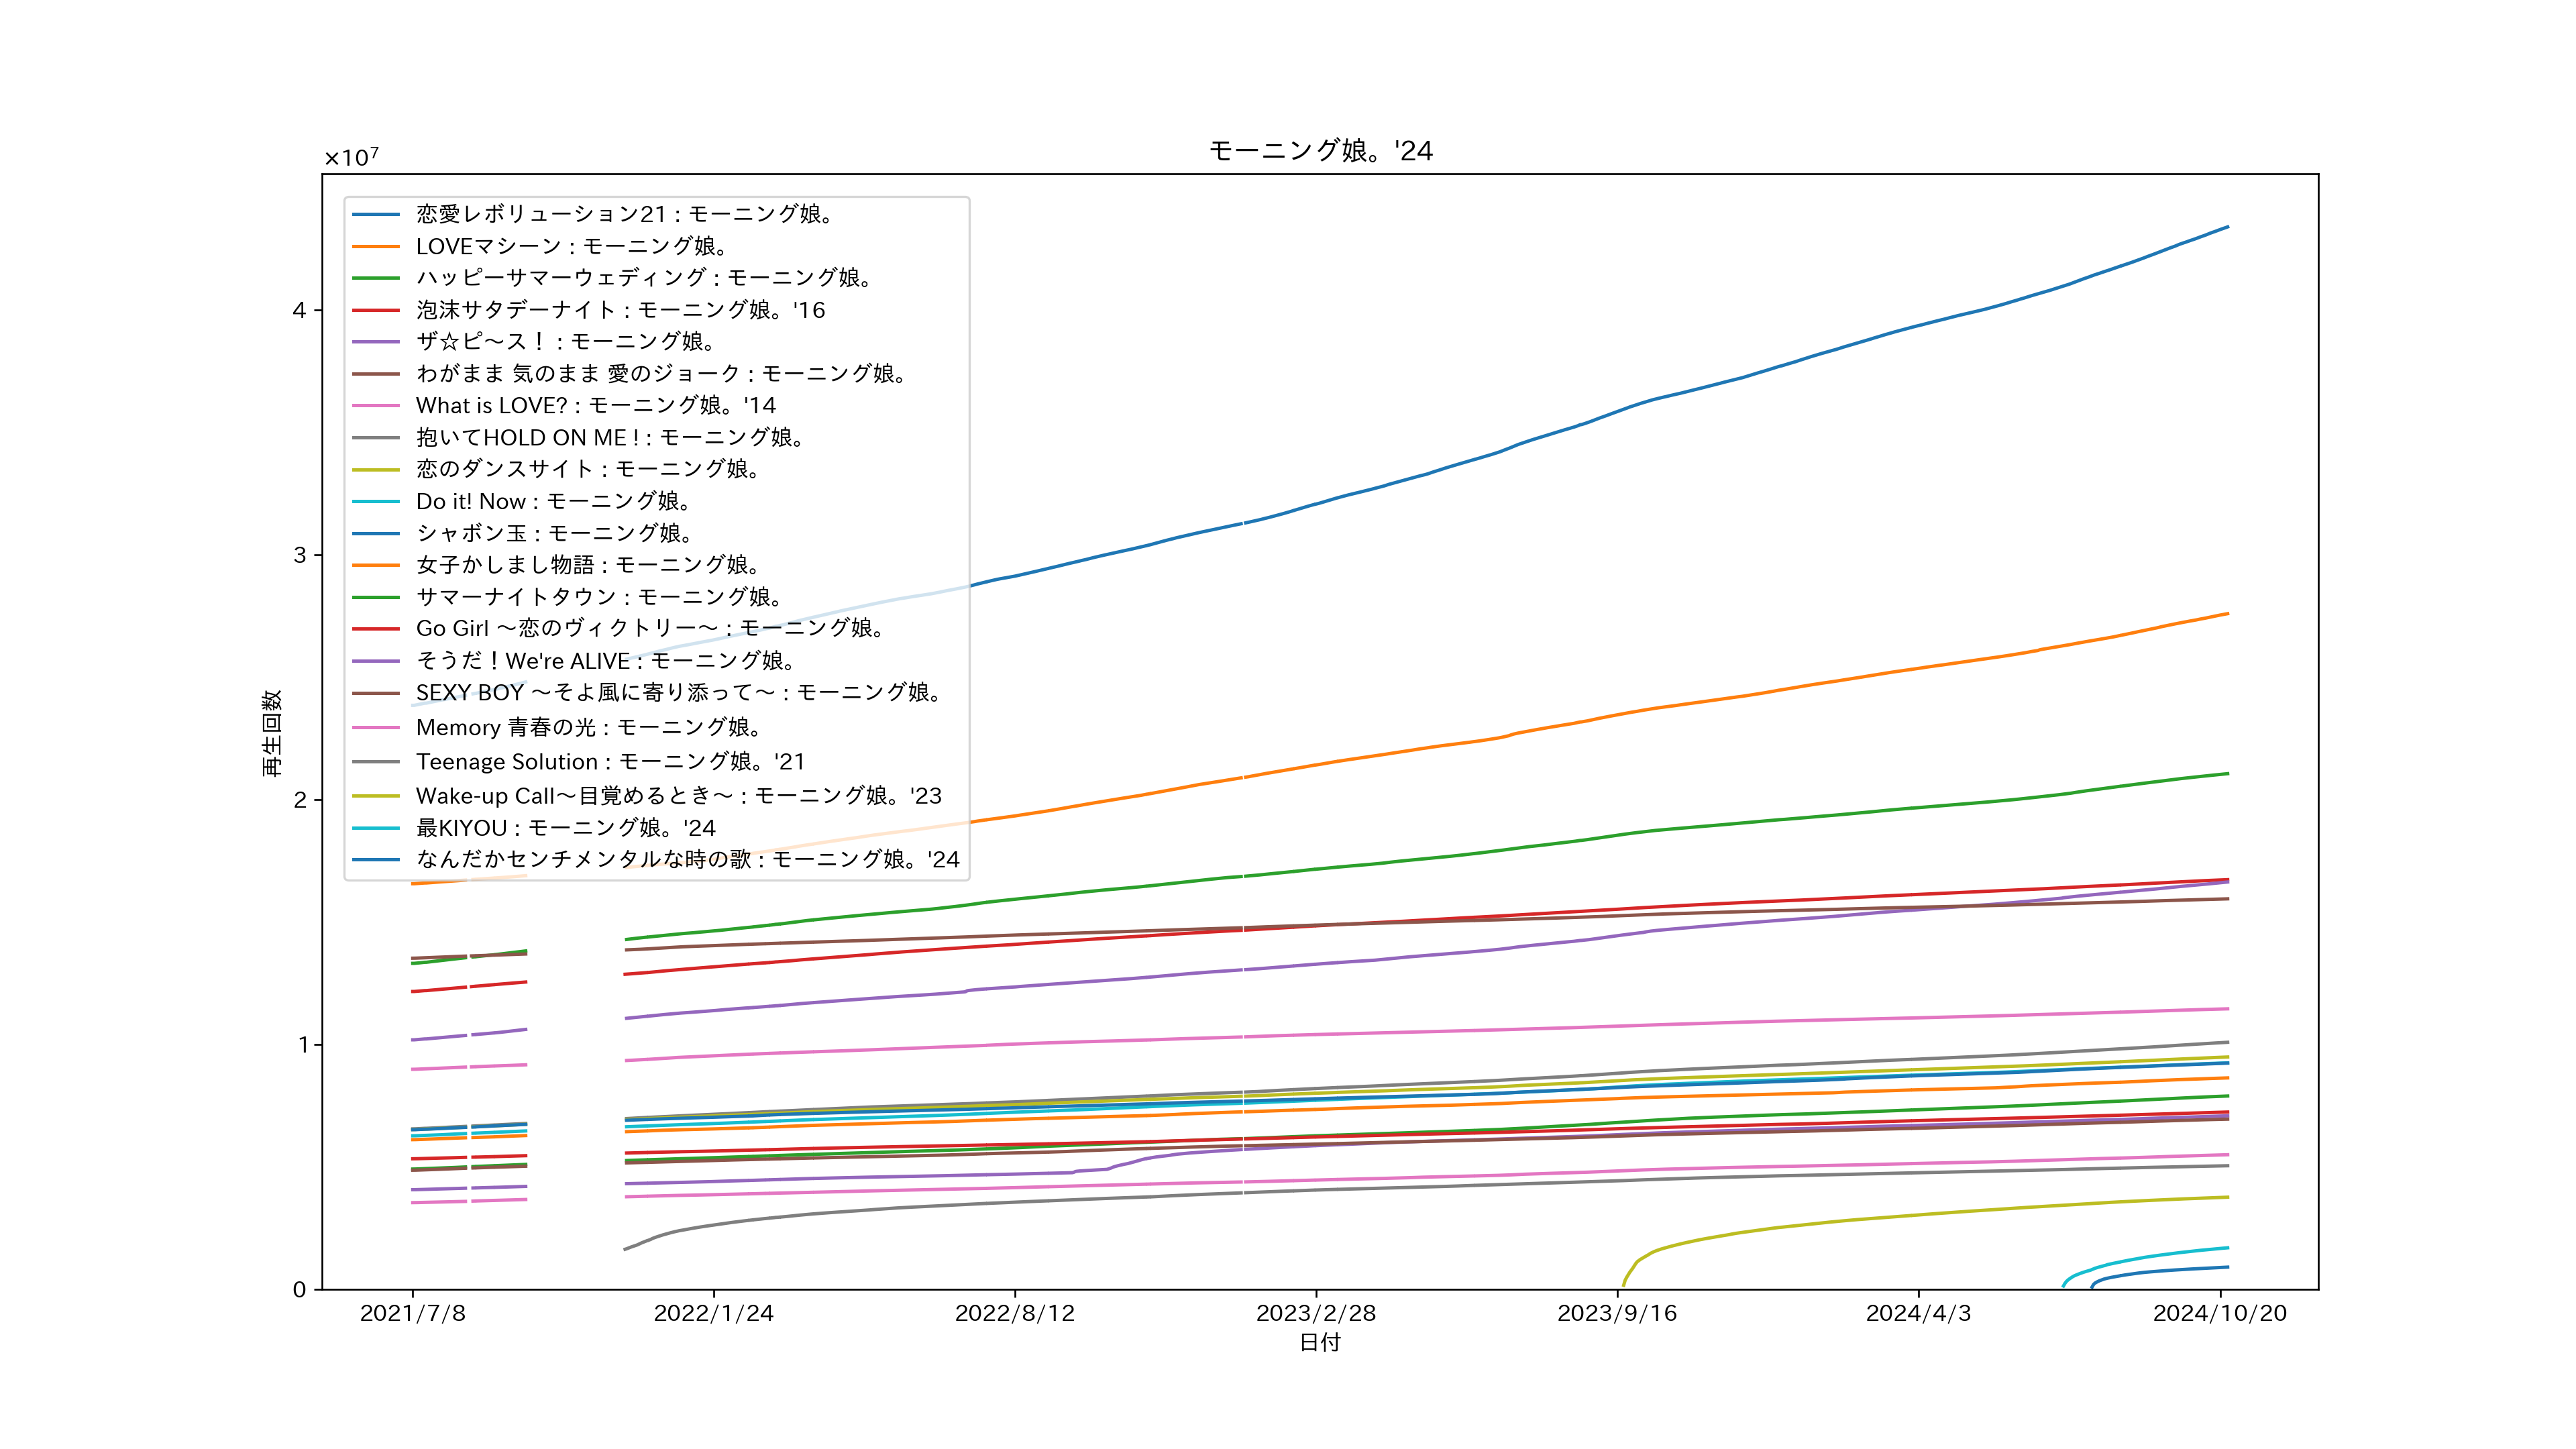 モーニング娘。'24
×10⁷
恋愛レボリューション21 : モーニング娘。
LOVEマシーン : モーニング娘。
ハッピーサマーウェディング : モーニング娘。
泡沫サタデーナイト : モーニング娘。'16
ザ☆ピ〜ス！ : モーニング娘。
わがまま 気のまま 愛のジョーク : モーニング娘。
What is LOVE? : モーニング娘。'14
抱いてHOLD ON ME ! : モーニング娘。
恋のダンスサイト : モーニング娘。
Do it! Now : モーニング娘。
シャボン玉 : モーニング娘。
女子かしまし物語 : モーニング娘。
サマーナイトタウン : モーニング娘。
Go Girl 〜恋のヴィクトリー〜 : モーニング娘。
そうだ！We're ALIVE : モーニング娘。
SEXY BOY 〜そよ風に寄り添って〜 : モーニング娘。
Memory 青春の光 : モーニング娘。
Teenage Solution : モーニング娘。'21
Wake-up Call〜目覚めるとき〜 : モーニング娘。'23
最KIYOU : モーニング娘。'24
なんだかセンチメンタルな時の歌 : モーニング娘。'24
再生回数
4
3
2
1
0
2021/7/8 2022/1/24 2022/8/12 2023/2/28 2023/9/16 2024/4/3 2024/10/20
日付